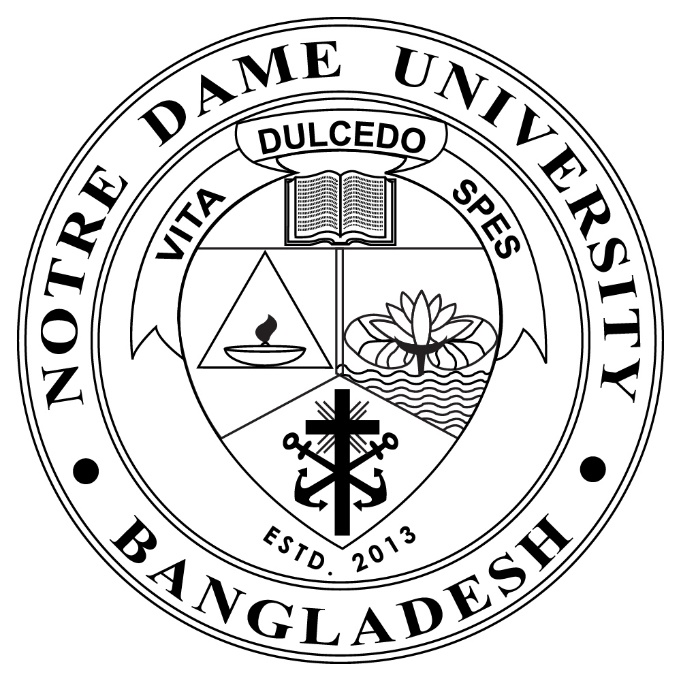 NOTRE DAME UNIVERSITY
BANGLADESH
VITA
DULCEDO
SPES
ESTD. 2013